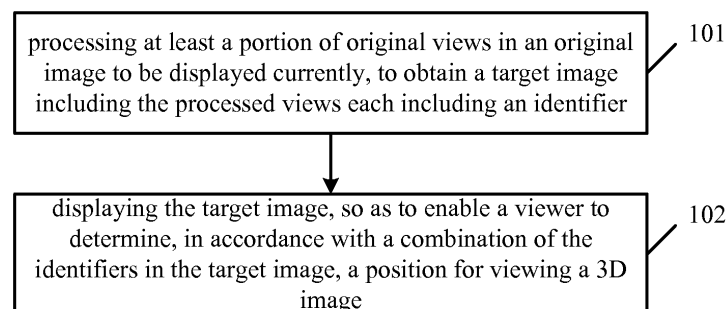 processing at least a portion of original views in an original
image to be displayed currently, to obtain a target image
including the processed views each including an identifier
101
displaying the target image, so as to enable a viewer to
determine, in accordance with a combination of the
identifiers in the target image, a position for viewing a 3D
image
102